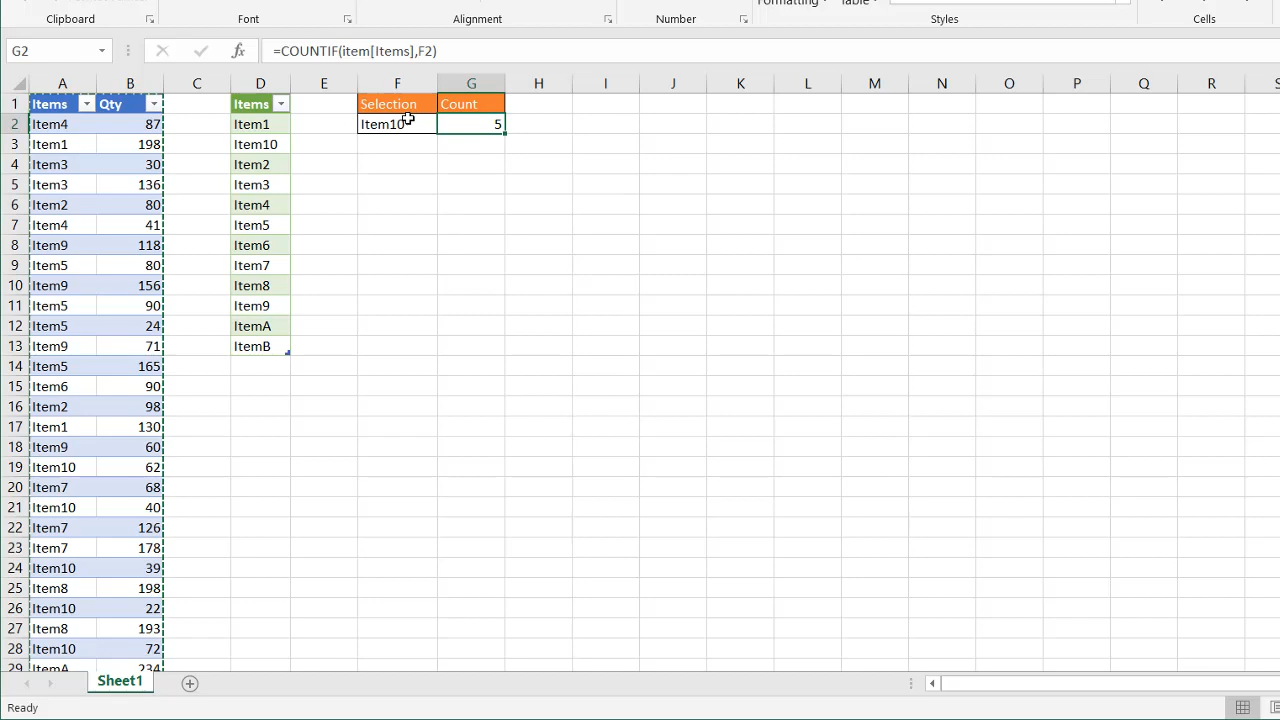 Formatting Table
Clipboard Font Alignment Number Styles Cells
G2 fx =COUNTIF(item[Items],F2)
A B C D E F G H I J K L M N O P Q R S
1 Items Qty Items Selection Count
2 Item4 87 Item1 Item10 5
3 Item1 198 Item10
4 Item3 30 Item2
5 Item3 136 Item3
6 Item2 80 Item4
7 Item4 41 Item5
8 Item9 118 Item6
9 Item5 80 Item7
10 Item9 156 Item8
11 Item5 90 Item9
12 Item5 24 ItemA
13 Item9 71 ItemB
14 Item5 165
15 Item6 90
16 Item2 98
17 Item1 130
18 Item9 60
19 Item10 62
20 Item7 68
21 Item10 40
22 Item7 126
23 Item7 178
24 Item10 39
25 Item8 198
26 Item10 22
27 Item8 193
28 Item10 72
29 ItemA 234
Sheet1
Ready